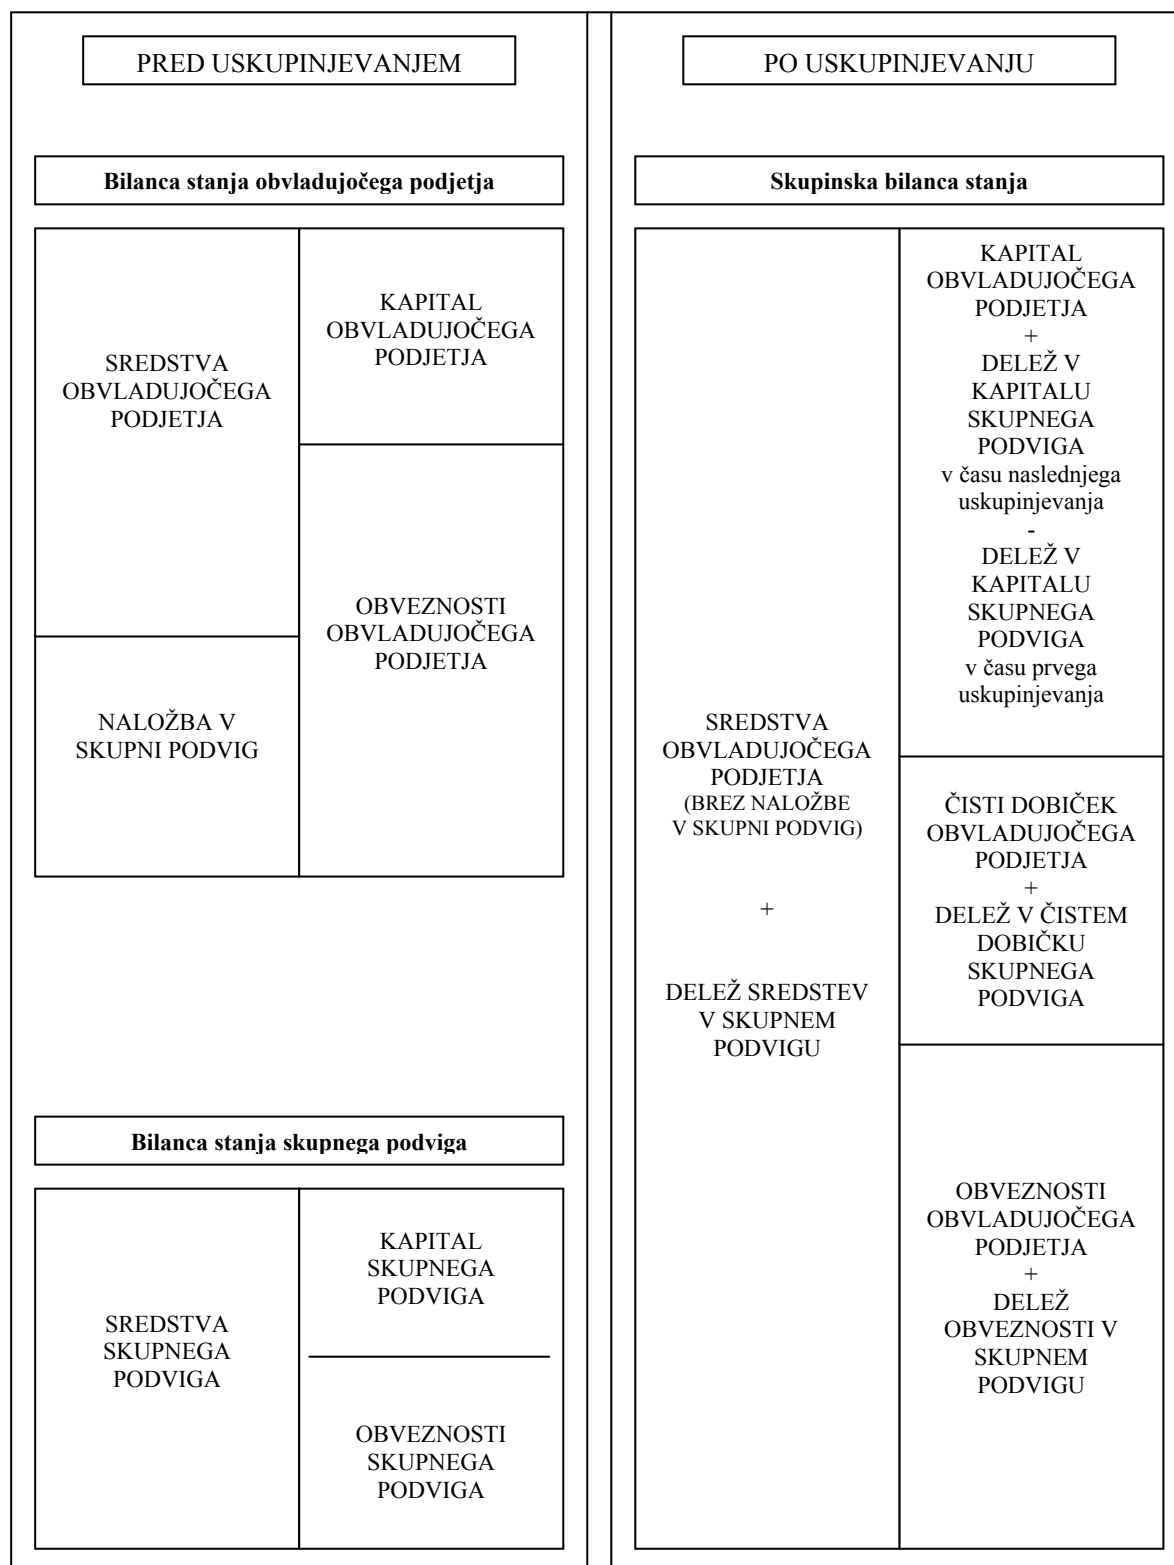 PRED USKUPINJEVANJEM
Bilanca stanja obvladujočega podjetja
SREDSTVA
OBVLADUJOČEGA
PODJETJA
NALOŽBA V
SKUPNI PODVIG
KAPITAL
OBVLADUJOČEGA
PODJETJA
OBVEZNOSTI
OBVLADUJOČEGA
PODJETJA
Bilanca stanja skupnega podviga
SREDSTVA
SKUPNEGA
PODVIGA
KAPITAL
SKUPNEGA
PODVIGA
OBVEZNOSTI
SKUPNEGA
PODVIGA
PO USKUPINJEVANJU
Skupinska bilanca stanja
SREDSTVA
OBVLADUJOČEGA
PODJETJA
(BREZ NALOŽBE
V SKUPNI PODVIG)
+
DELEŽ SREDSTEV
V SKUPNEM
PODVIGU
KAPITAL
OBVLADUJOČEGA
PODJETJA
+
DELEŽ V
KAPITALU
SKUPNEGA
PODVIGA
v času naslednjega
uskupinjevanja
-
DELEŽ V
KAPITALU
SKUPNEGA
PODVIGA
v času prvega
uskupinjevanja
ČISTI DOBIČEK
OBVLADUJOČEGA
PODJETJA
+
DELEŽ V ČISTEM
DOBIČKU
SKUPNEGA
PODVIGA
OBVEZNOSTI
OBVLADUJOČEGA
PODJETJA
+
DELEŽ
OBVEZNOSTI V
SKUPNEM
PODVIGU